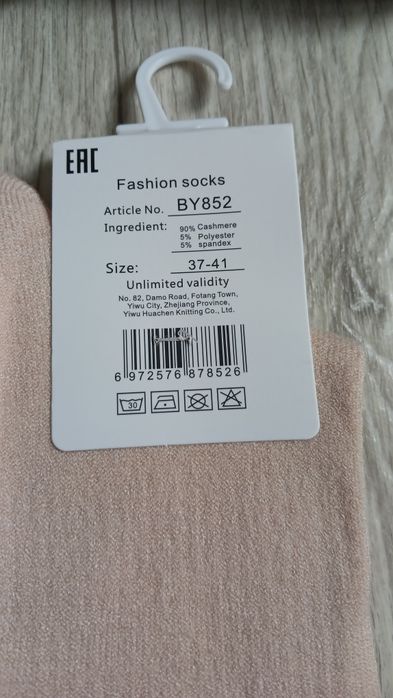 EAC
Fashion socks
Article No. BY852
Ingredient: 90% Cashmere
5% Polyester
5% spandex
Size: 37-41
Unlimited validity
No. 82, Damo Road, Fotang Town,
Yiwu City, Zhejiang Province,
Yiwu Huachen Knitting Co., Ltd.
6 972576 878526
30